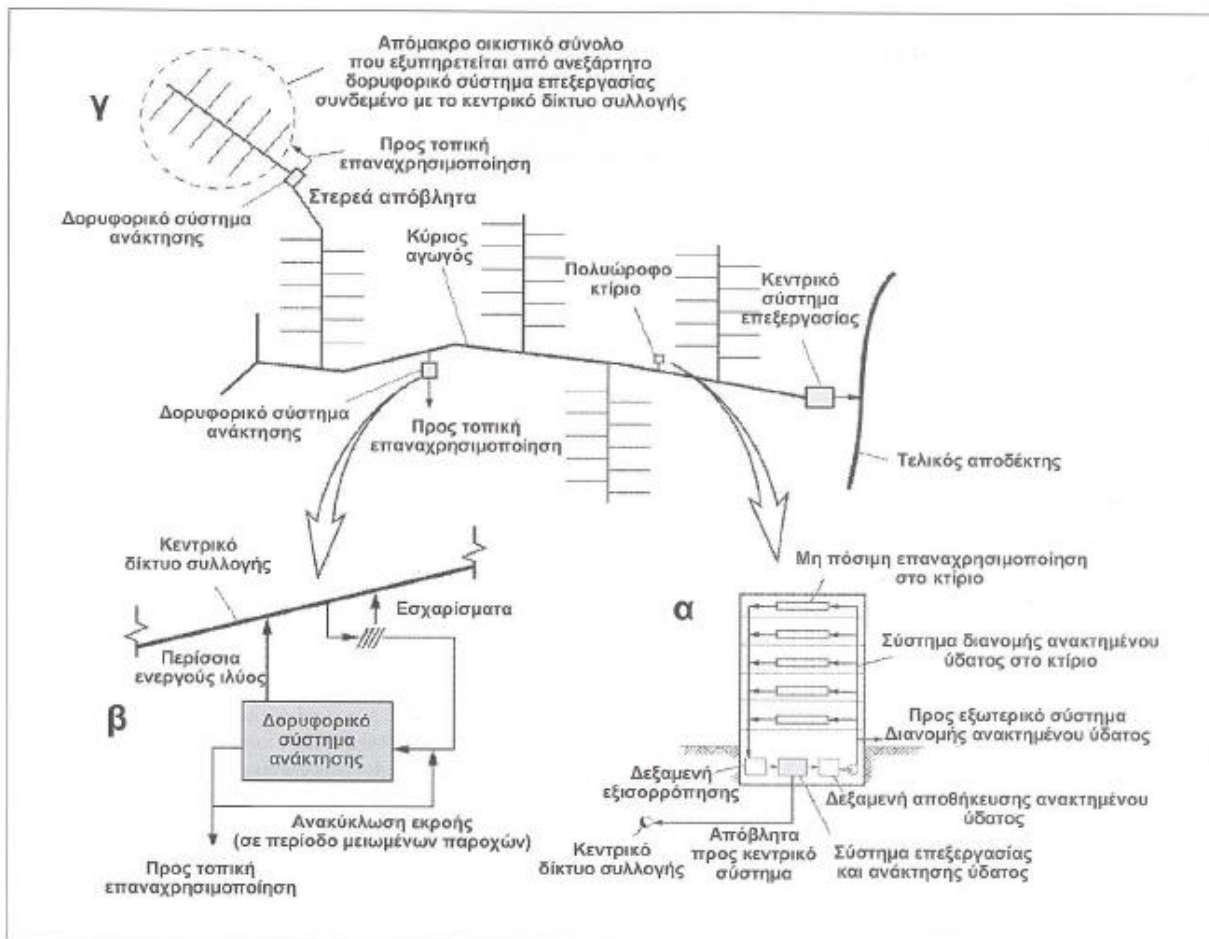 Απόμακρο οικιστικό σύνολο
που εξυπηρετείται από ανεξάρτητο
δορυφορικό σύστημα επεξεργασίας
συνδεμένο με το κεντρικό δίκτυο συλλογής
γ
Προς τοπική
επαναχρησιμοποίηση
Στερεά απόβλητα
Δορυφορικό σύστημα
ανάκτησης
Κύριος
αγωγός
Πολυώροφο
κτίριο
Κεντρικό
σύστημα
επεξεργασίας
Δορυφορικό σύστημα
ανάκτησης
Προς τοπική
επαναχρησιμοποίηση
Τελικός αποδέκτης
Κεντρικό
δίκτυο συλλογής
Εσχαρίσματα
Περίσσια
ενεργούς ιλύος
β
Δορυφορικό
σύστημα
ανάκτησης
Ανακύκλωση εκροής
(σε περίοδο μειωμένων παροχών)
Προς τοπική
επαναχρησιμοποίηση
Μη πόσιμη επαναχρησιμοποίηση
στο κτίριο
α
Σύστημα διανομής ανακτημένου
ύδατος στο κτίριο
Προς εξωτερικό σύστημα
Διανομής ανακτημένου ύδατος
Δεξαμενή
εξισορρόπησης
Δεξαμενή αποθήκευσης ανακτημένου
ύδατος
Κεντρικό
δίκτυο συλλογής
Απόβλητα
προς κεντρικό
σύστημα
Σύστημα επεξεργασίας
και ανάκτησης ύδατος